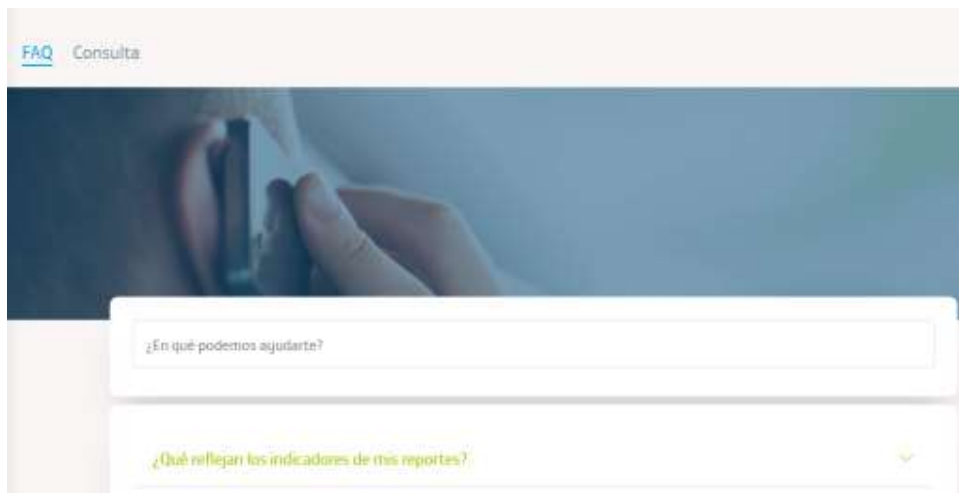 FAQ Consulta
¿En qué podemos ayudarte?
¿Qué reflejan los indicadores de mis reportes?